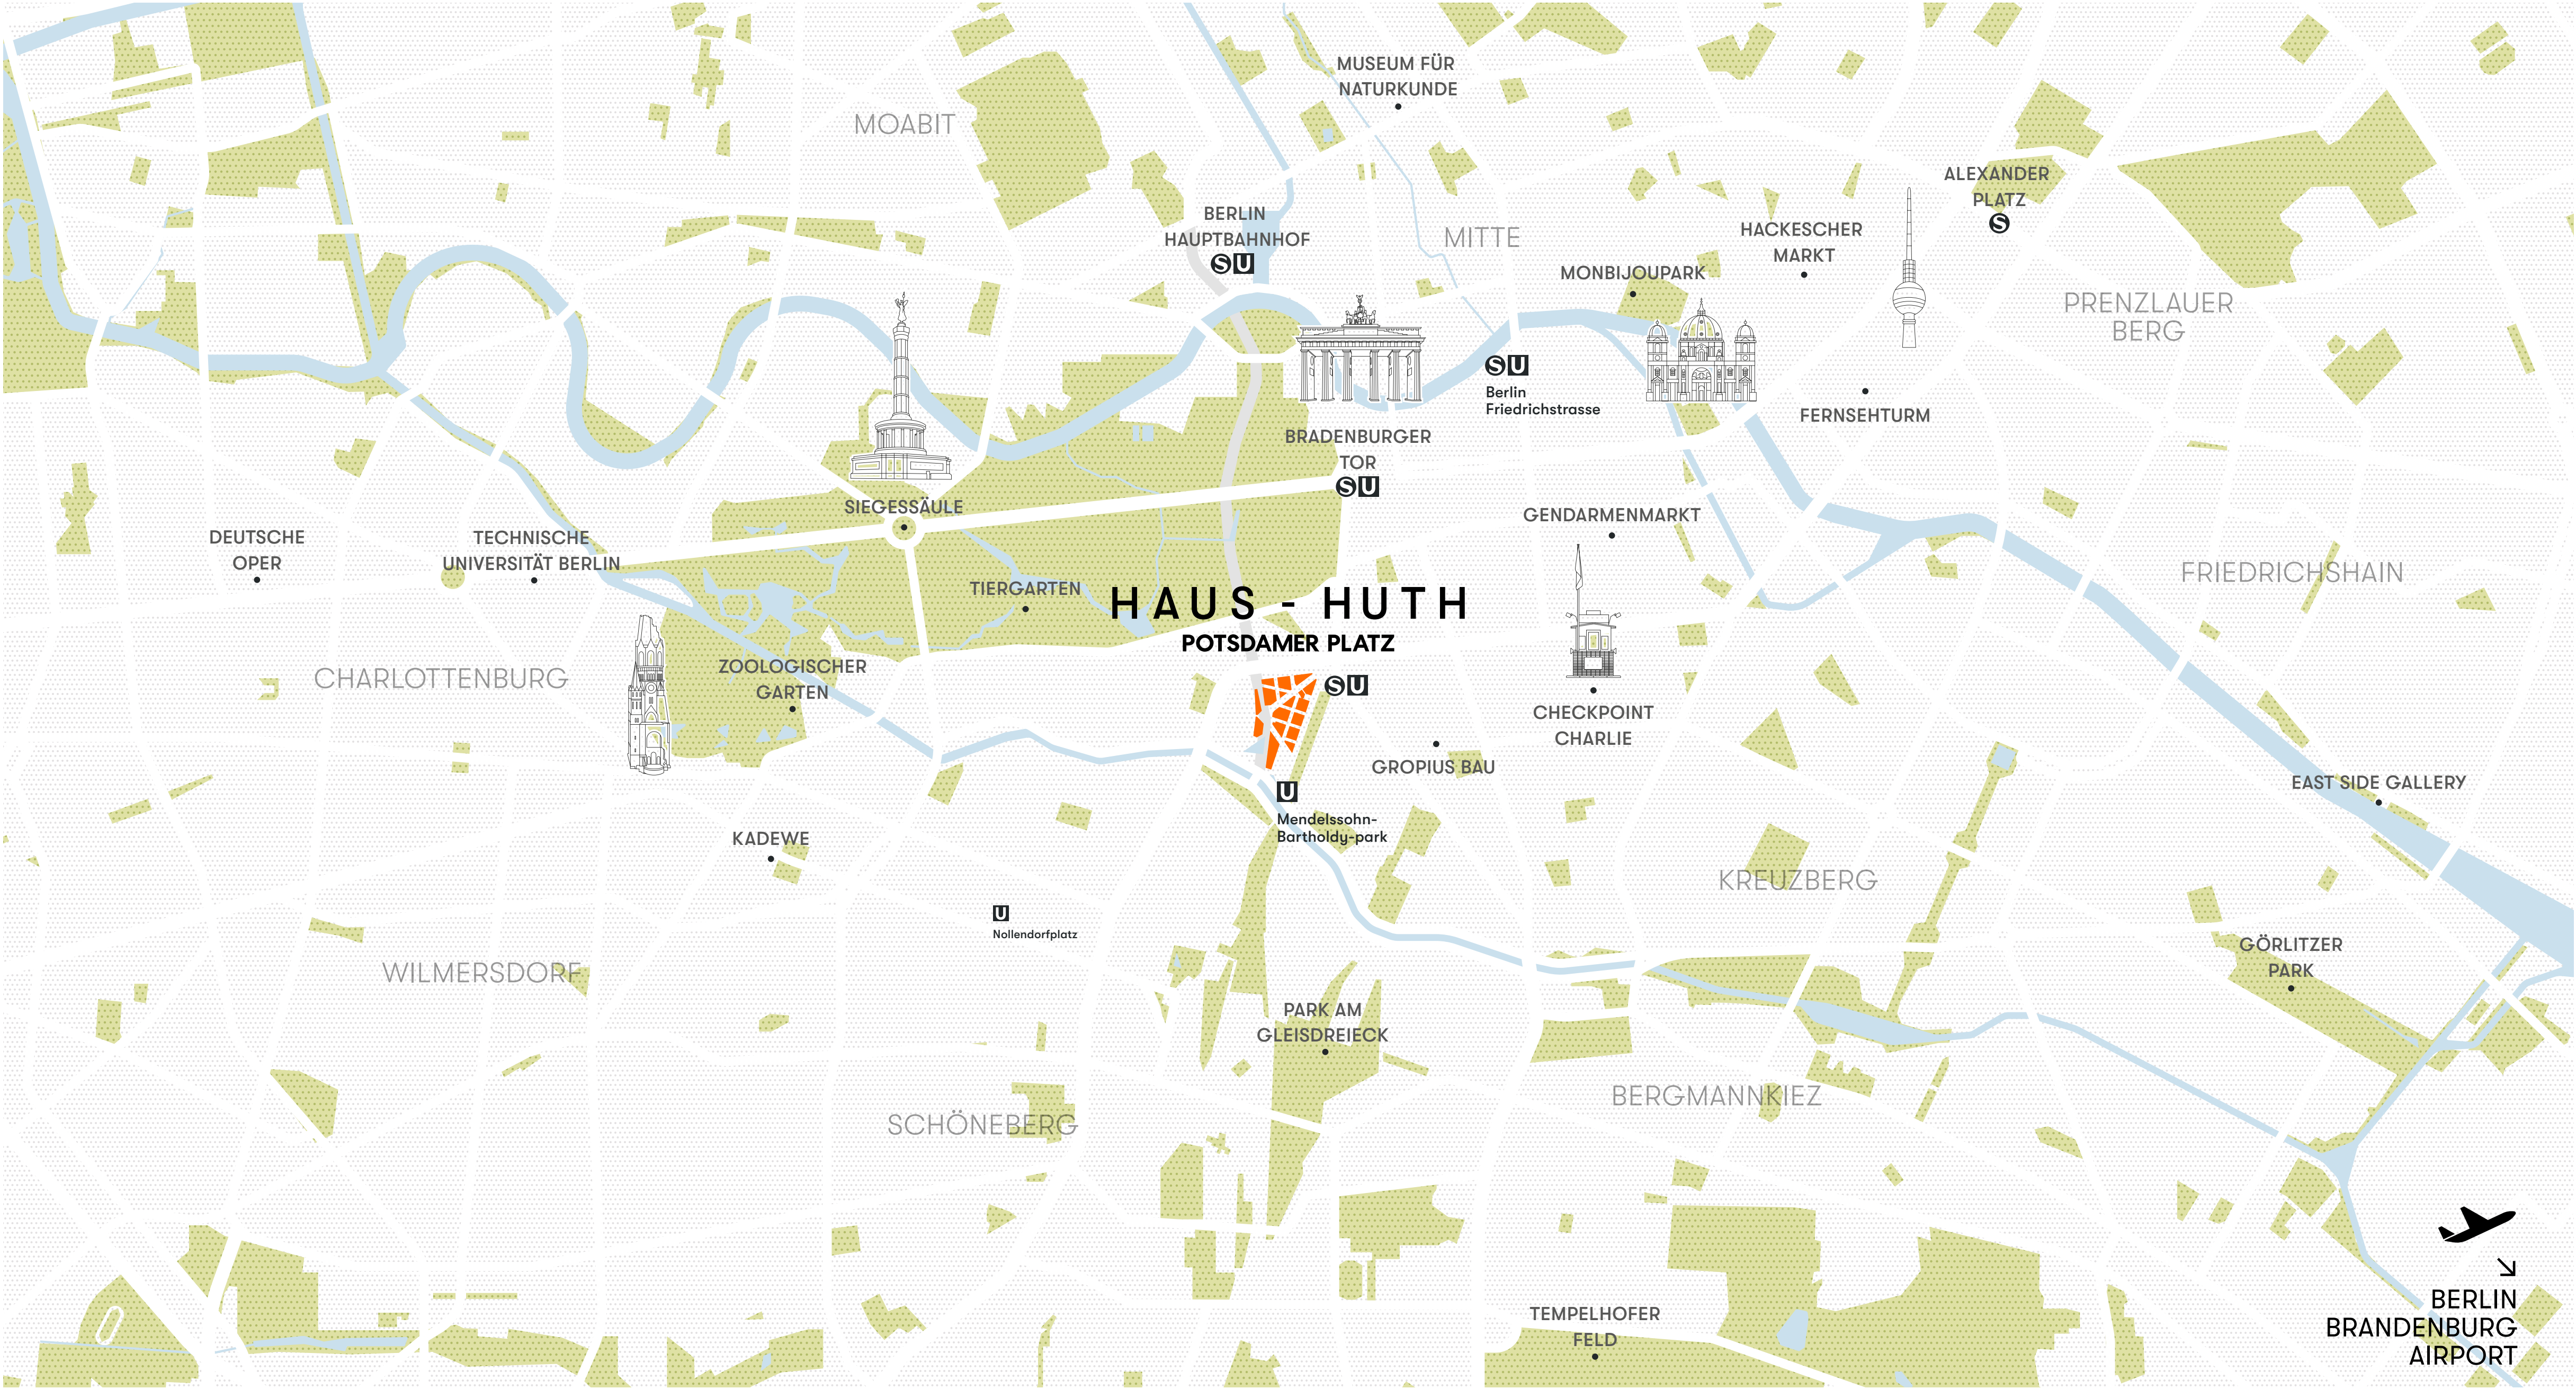 MUSEUM FÜR
NATURKUNDE
MOABIT
ALEXANDER
PLATZ
S
BERLIN
HAUPTBAHNHOF
S U
MITTE
HACKESCHER
MARKT
MONBIJOUPARK
PRENZLAUER
BERG
S U
Berlin
Friedrichstrasse
FERNSEHTURM
BRADENBURGER
TOR
S U
SIEGESSÄULE
GENDARMENMARKT
DEUTSCHE
OPER
TECHNISCHE
UNIVERSITÄT BERLIN
FRIEDRICHSHAIN
TIERGARTEN
HAUS - HUTH
POTSDAMER PLATZ
S U
ZOOLOGISCHER
GARTEN
CHARLOTTENBURG
CHECKPOINT
CHARLIE
GROPIUS BAU
EAST SIDE GALLERY
U
Mendelssohn-
Bartholdy-park
KADEWE
KREUZBERG
U
Nollendorfplatz
GÖRLITZER
PARK
WILMERSDORF
PARK AM
GLEISDREIECK
BERGMANNKIEZ
SCHÖNEBERG
TEMPELHOFER
FELD
BERLIN
BRANDENBURG
AIRPORT